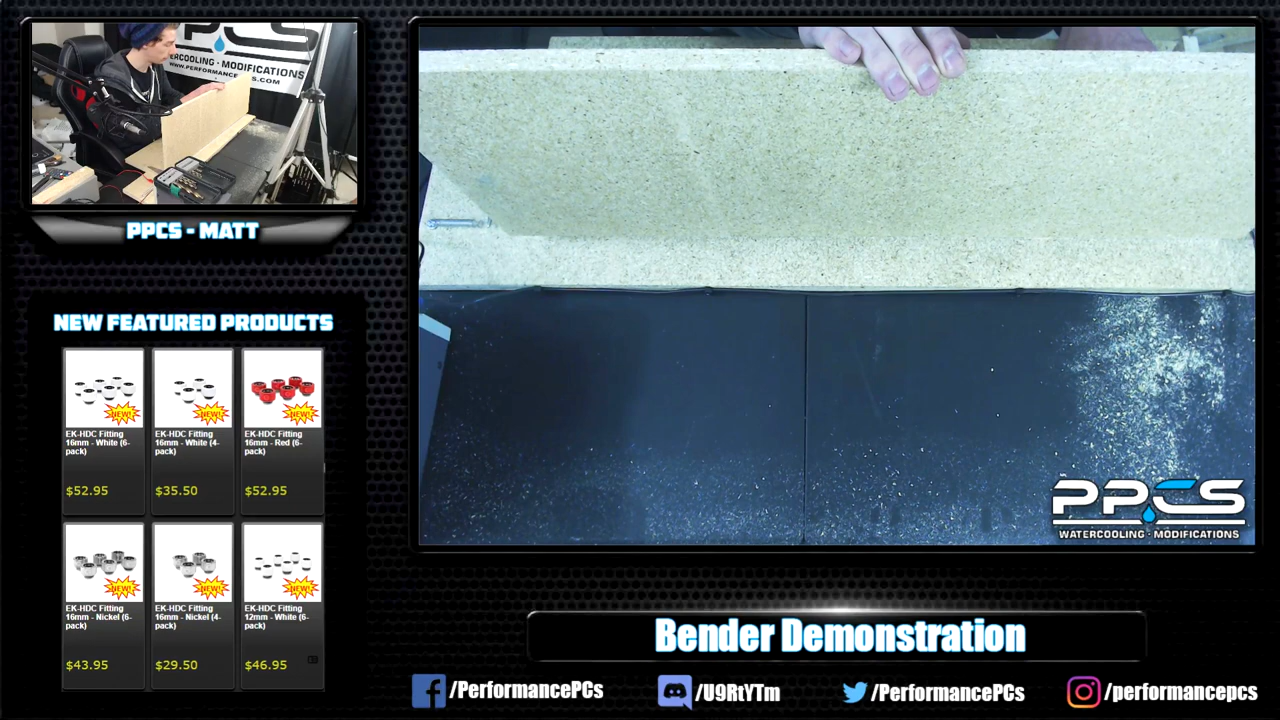 PPCS
WATERCOOLING · MODIFICATIONS
WWW.PERFORMANCE-PCS.COM
PPCS - MATT
NEW FEATURED PRODUCTS
NEW!
EK-HDC Fitting
16mm - White (6-
pack)
$52.95
NEW!
EK-HDC Fitting
16mm - White (4-
pack)
$35.50
NEW!
EK-HDC Fitting
16mm - Red (6-
pack)
$52.95
NEW!
EK-HDC Fitting
16mm - Nickel (6-
pack)
$43.95
NEW!
EK-HDC Fitting
16mm - Nickel (4-
pack)
$29.50
NEW!
EK-HDC Fitting
12mm - White (6-
pack)
$46.95
PPCS
WATERCOOLING · MODIFICATIONS
Bender Demonstration
/PerformancePCs
/U9RtYTm
/PerformancePCs
/performancepcs